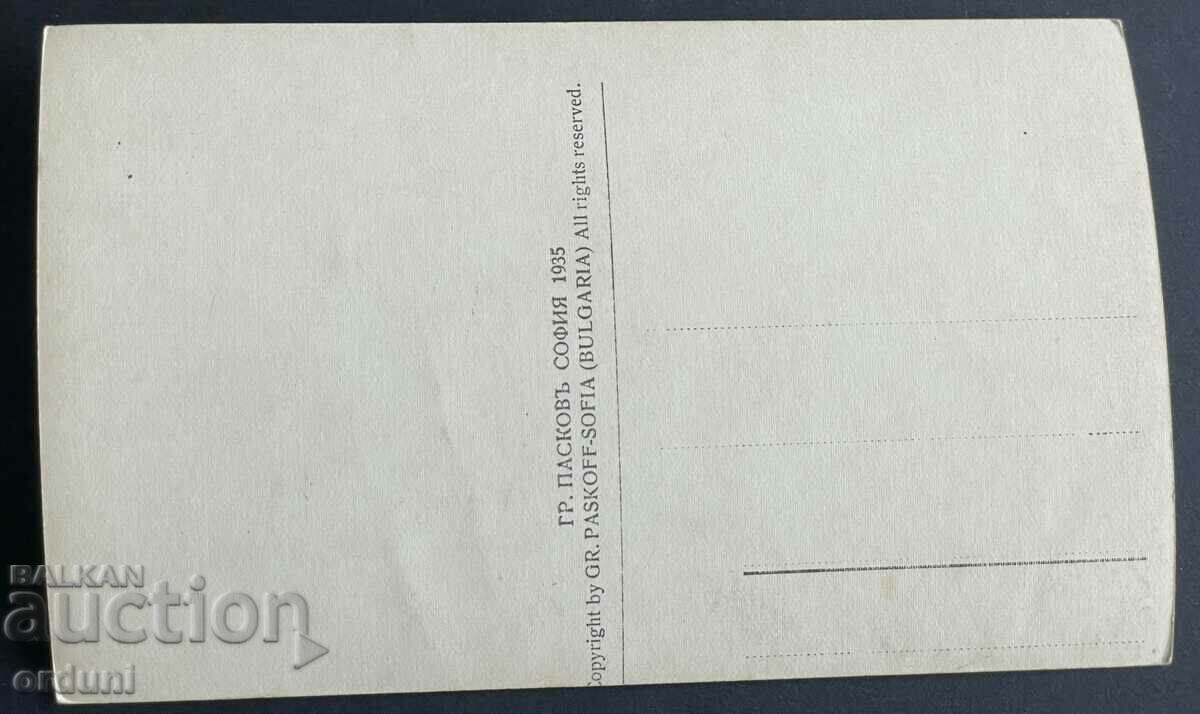 ГР. ПАСКОВЪ СОФИЯ 1935
Copyright by GR. PASKOFF-SOFIA (BULGARIA) All rights reserved.
BALKAN
auction
orduni